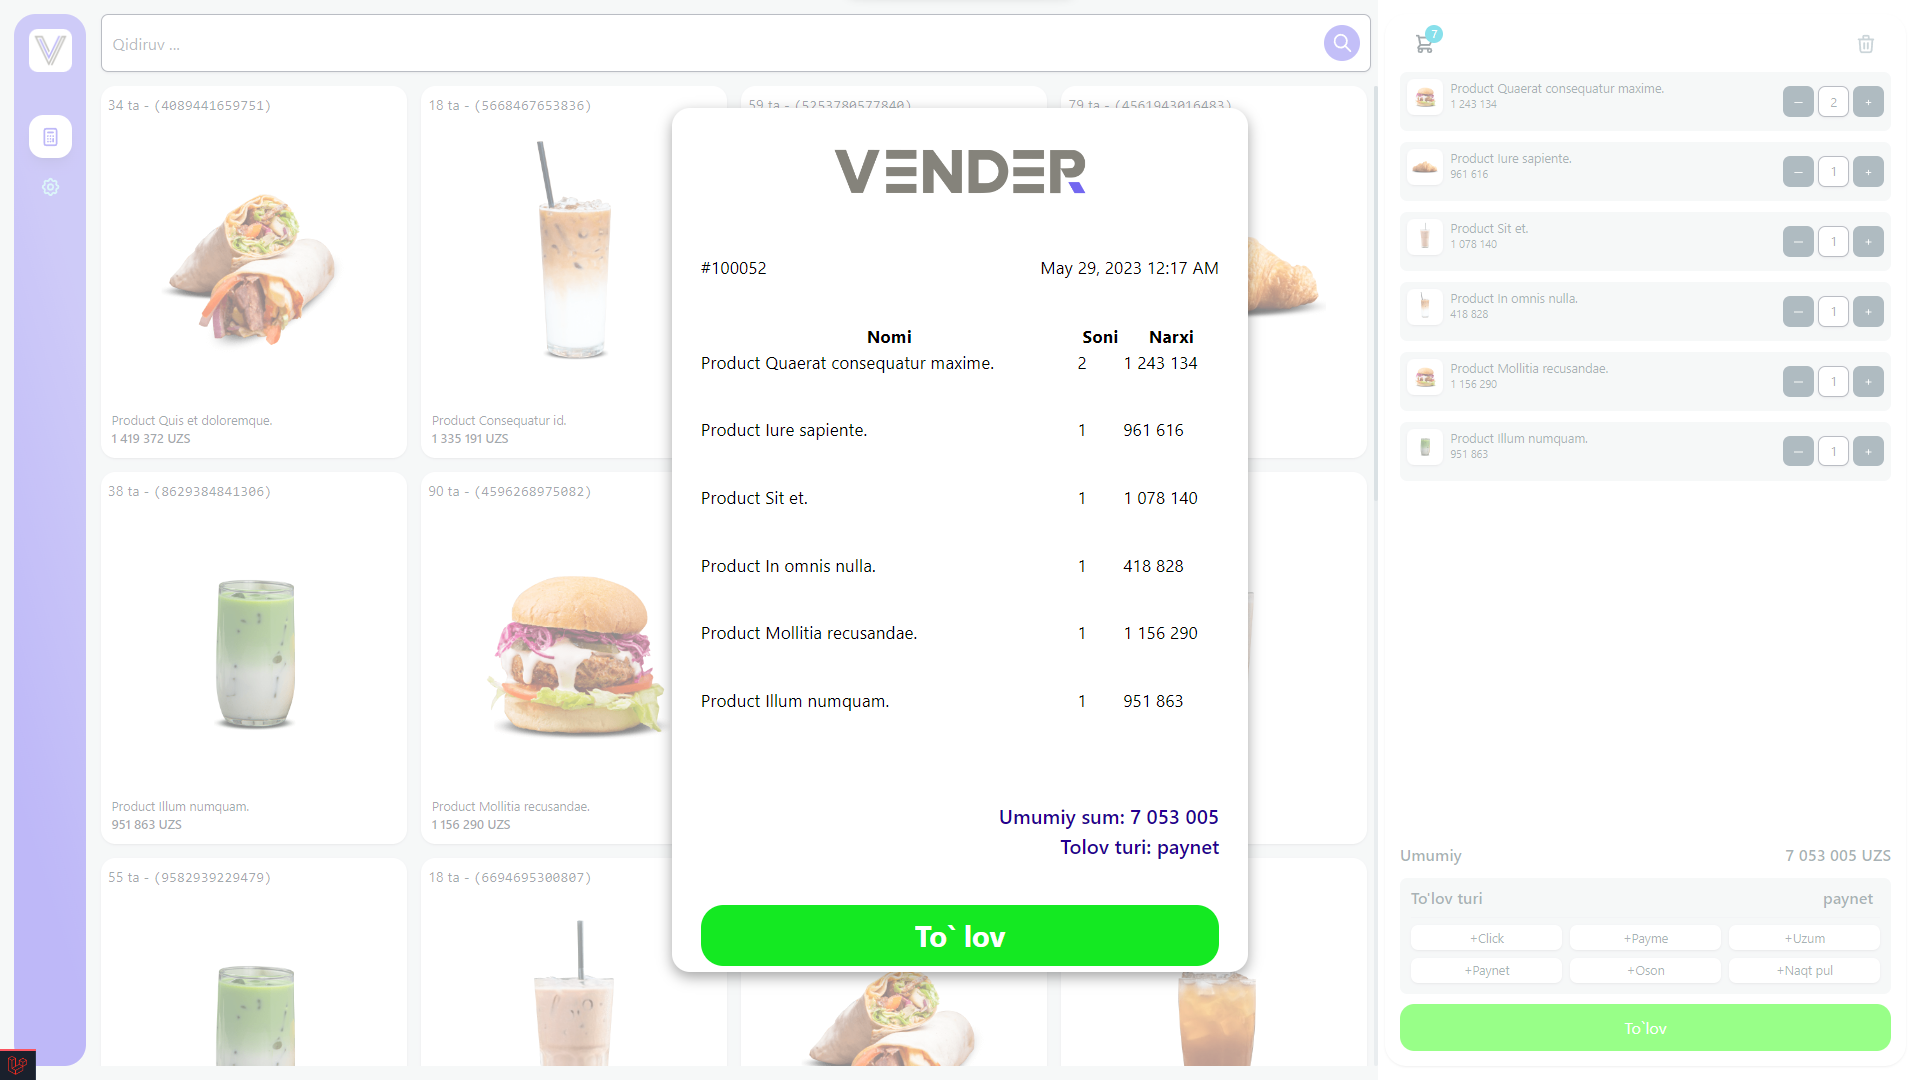 Qidiruv ...
34 ta - (4089441659751)
Product Quis et doloremque.
1 419 372 UZS
18 ta - (5668467653836)
Product Consequatur id.
1 335 191 UZS
59 ta - (5253780577840)
79 ta - (4561943016483)
38 ta - (8629384841306)
Product Illum numquam.
951 863 UZS
90 ta - (4596268975082)
Product Mollitia recusandae.
1 156 290 UZS
55 ta - (9582939229479)
18 ta - (6694695300807)
VENDER
#100052 May 29, 2023 12:17 AM
Nomi Soni Narxi
Product Quaerat consequatur maxime. 2 1 243 134
Product Iure sapiente. 1 961 616
Product Sit et. 1 1 078 140
Product In omnis nulla. 1 418 828
Product Mollitia recusandae. 1 1 156 290
Product Illum numquam. 1 951 863
Umumiy sum: 7 053 005
Tolov turi: paynet
To` lov
7
Product Quaerat consequatur maxime.
1 243 134
– 2 +
Product Iure sapiente.
961 616
– 1 +
Product Sit et.
1 078 140
– 1 +
Product In omnis nulla.
418 828
– 1 +
Product Mollitia recusandae.
1 156 290
– 1 +
Product Illum numquam.
951 863
– 1 +
Umumiy 7 053 005 UZS
To'lov turi paynet
+Click +Payme +Uzum
+Paynet +Oson +Naqt pul
To`lov